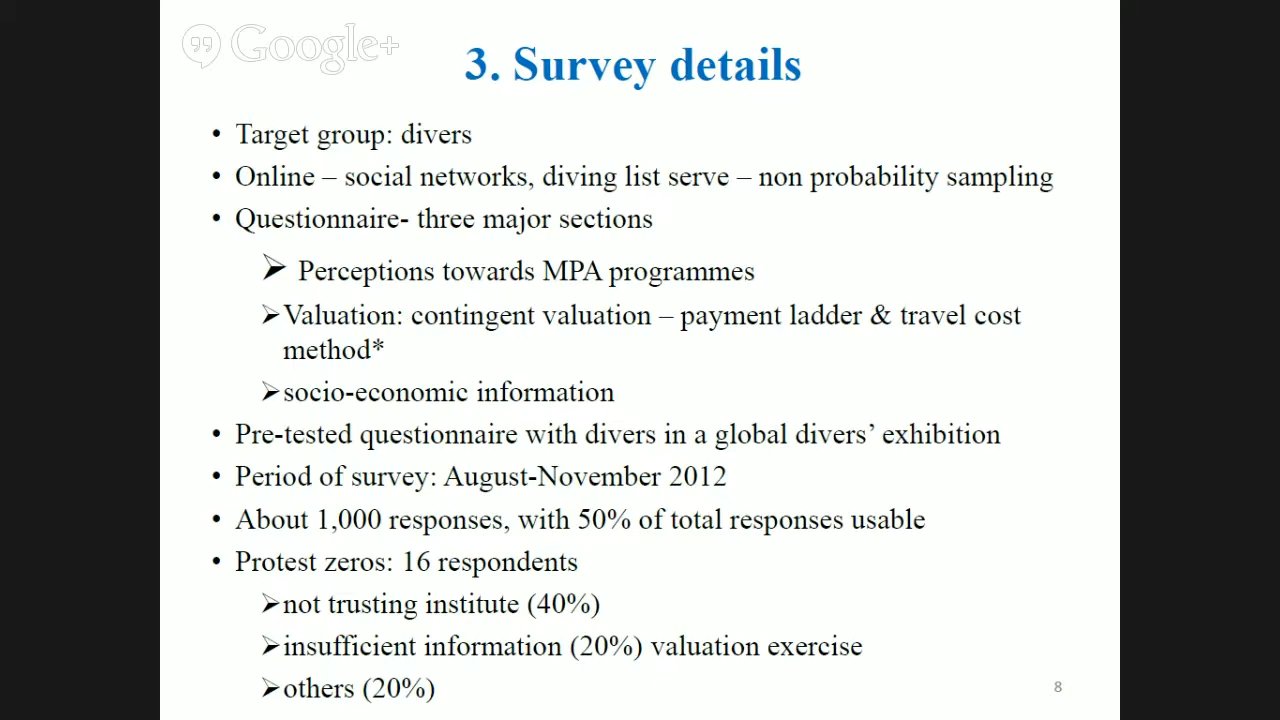 Google+
3. Survey details
• Target group: divers
• Online – social networks, diving list serve – non probability sampling
• Questionnaire- three major sections
➢ Perceptions towards MPA programmes
➢Valuation: contingent valuation – payment ladder & travel cost
method*
➢socio-economic information
• Pre-tested questionnaire with divers in a global divers’ exhibition
• Period of survey: August-November 2012
• About 1,000 responses, with 50% of total responses usable
• Protest zeros: 16 respondents
➢not trusting institute (40%)
➢insufficient information (20%) valuation exercise
➢others (20%)
8